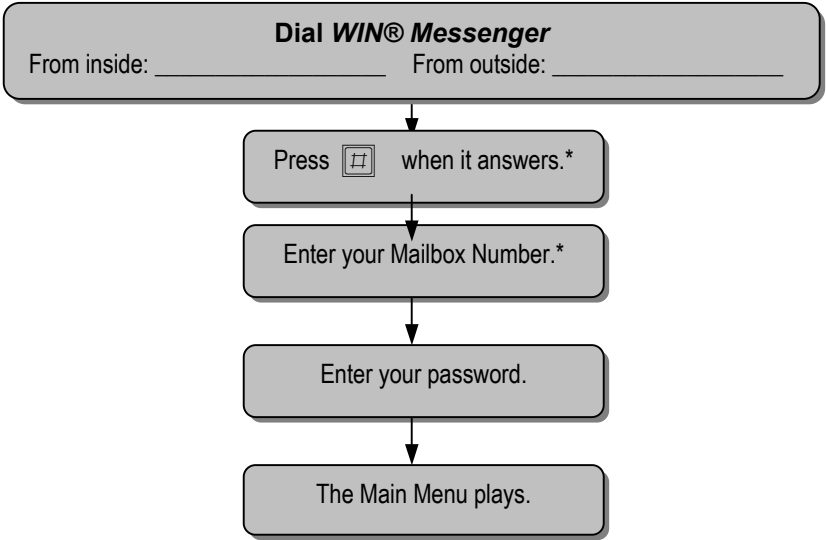 Dial WIN® Messenger
From inside: ___________________ From outside: ___________________
Press # when it answers.*
Enter your Mailbox Number.*
Enter your password.
The Main Menu plays.